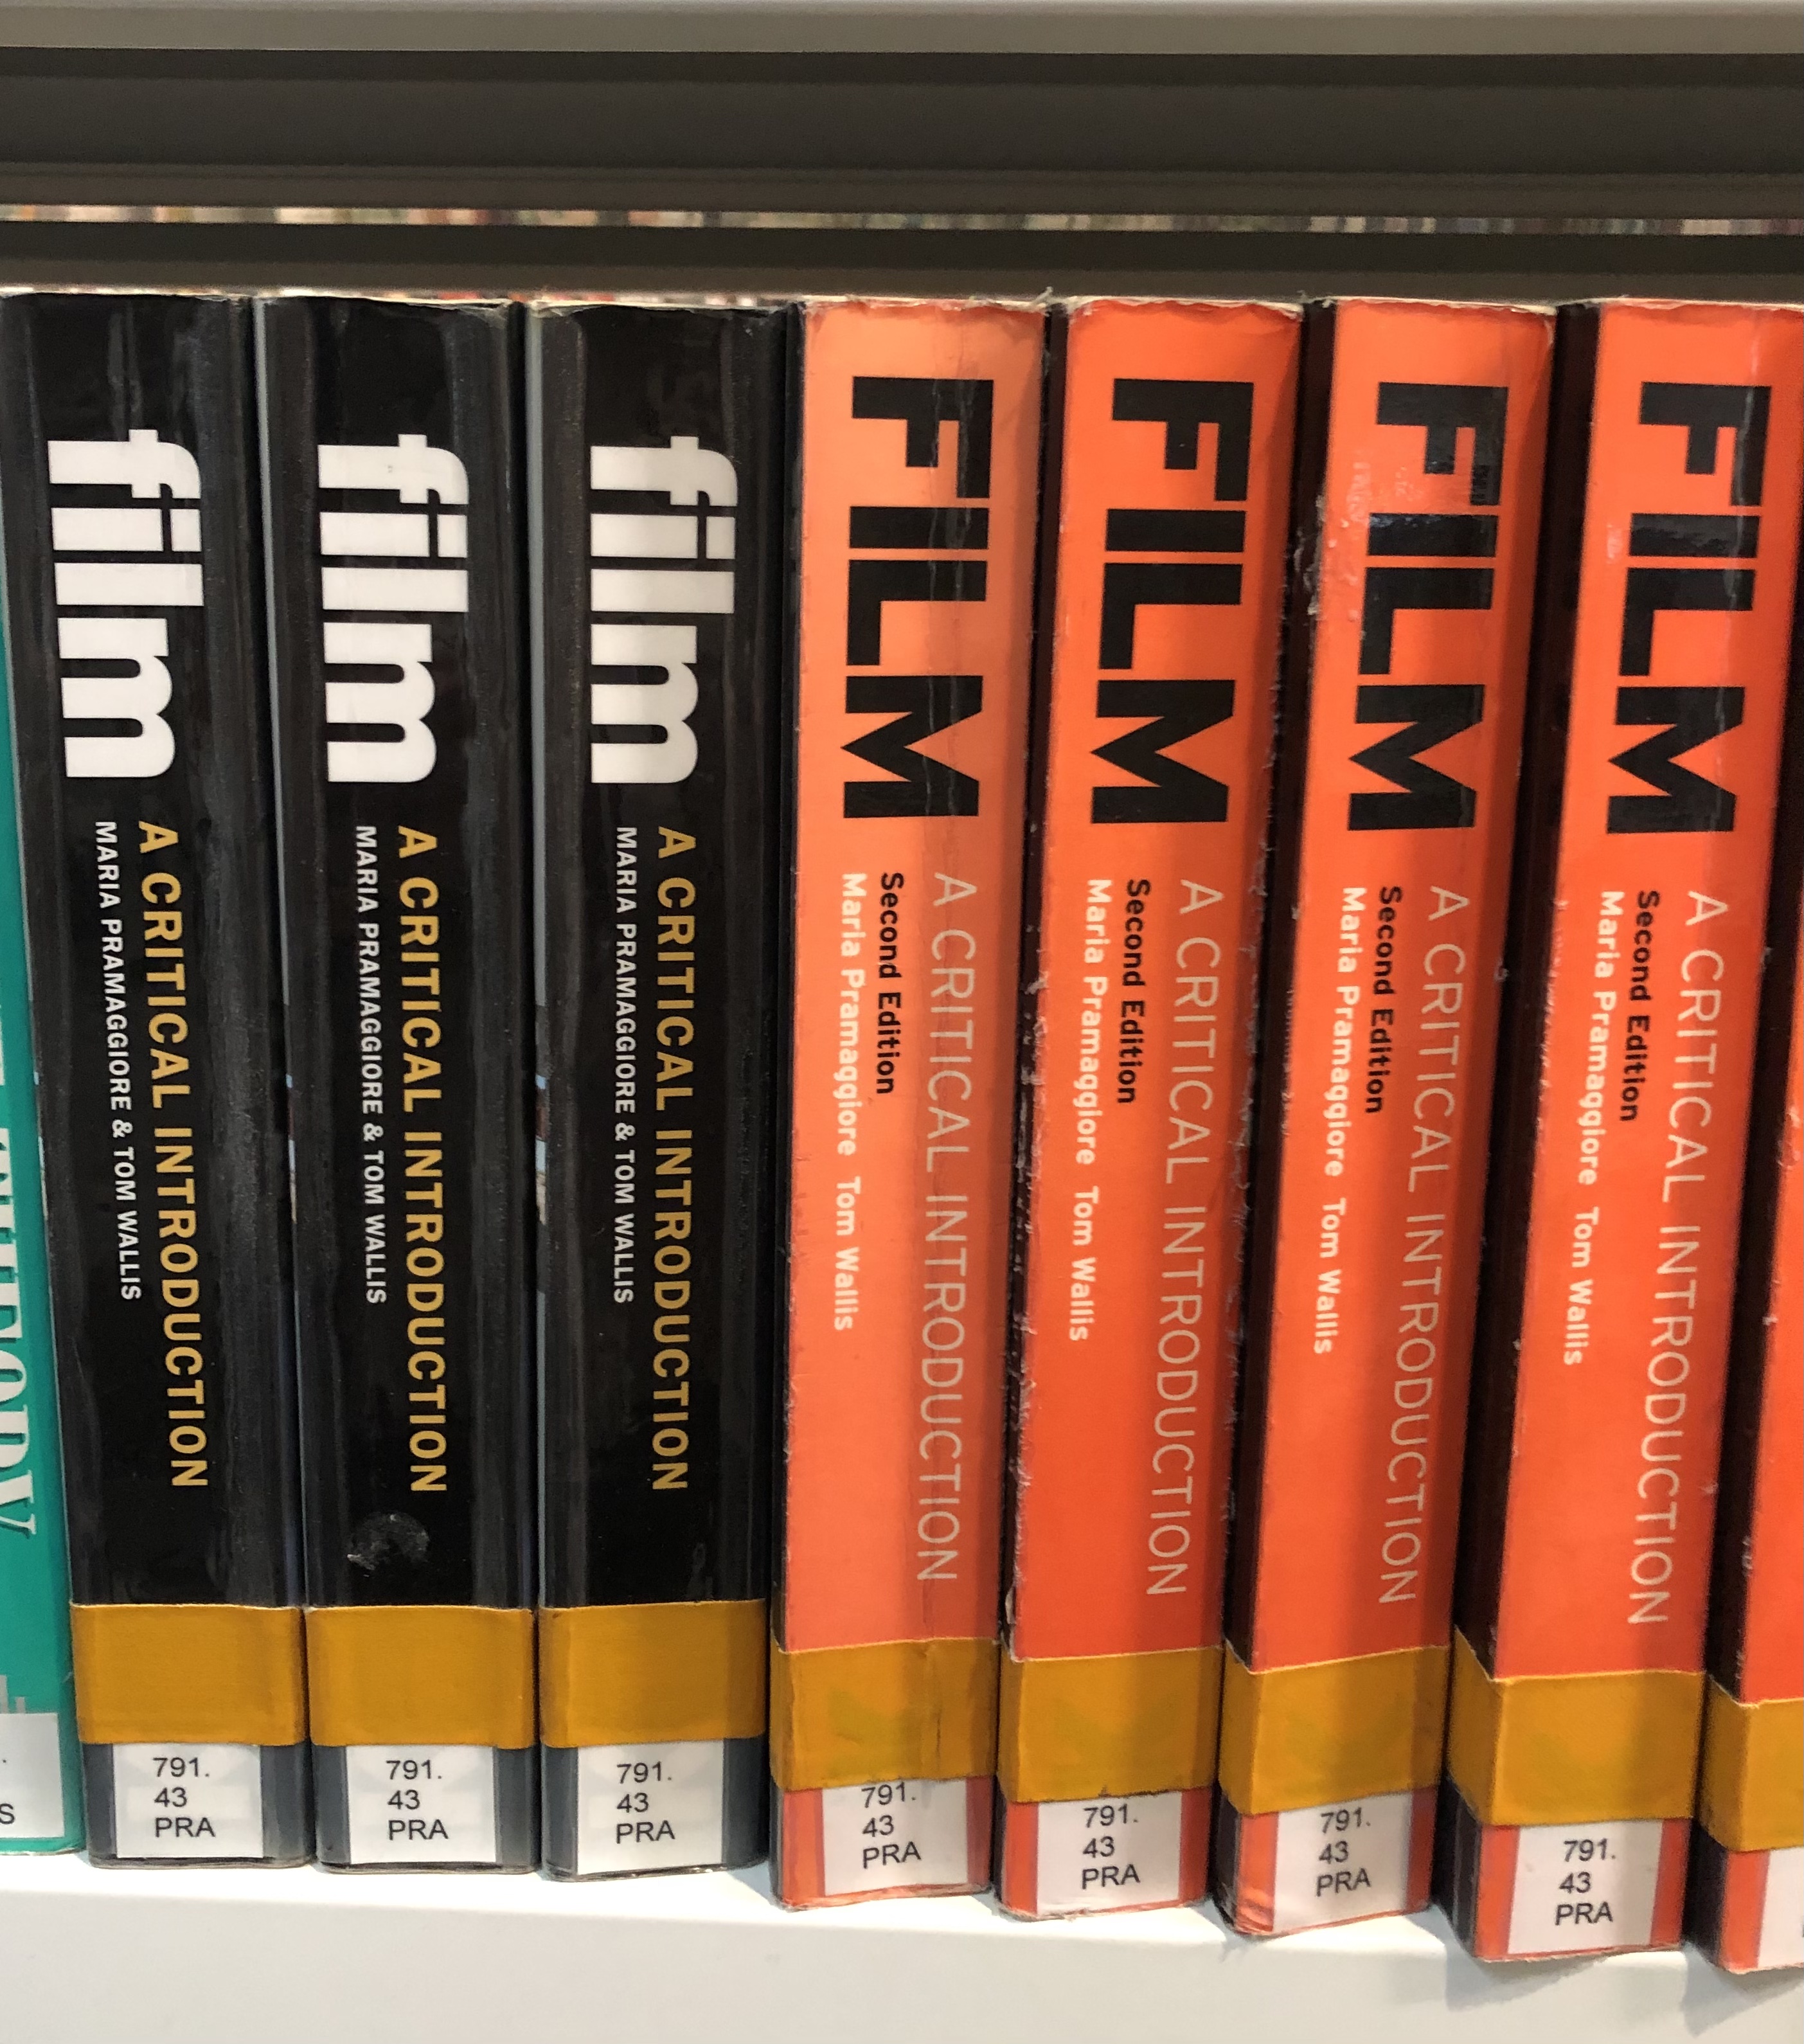 THEORY
S
film
A CRITICAL INTRODUCTION
MARIA PRAMAGGIORE & TOM WALLIS
791.
43
PRA
film
A CRITICAL INTRODUCTION
MARIA PRAMAGGIORE & TOM WALLIS
791.
43
PRA
film
A CRITICAL INTRODUCTION
MARIA PRAMAGGIORE & TOM WALLIS
791.
43
PRA
FILM
A CRITICAL INTRODUCTION
Second Edition
Maria Pramaggiore Tom Wallis
791.
43
PRA
FILM
A CRITICAL INTRODUCTION
Second Edition
Maria Pramaggiore Tom Wallis
791.
43
PRA
FILM
A CRITICAL INTRODUCTION
Second Edition
Maria Pramaggiore Tom Wallis
791.
43
PRA
FILM
A CRITICAL INTRODUCTION
Second Edition
Maria Pramaggiore Tom Wallis
791.
43
PRA